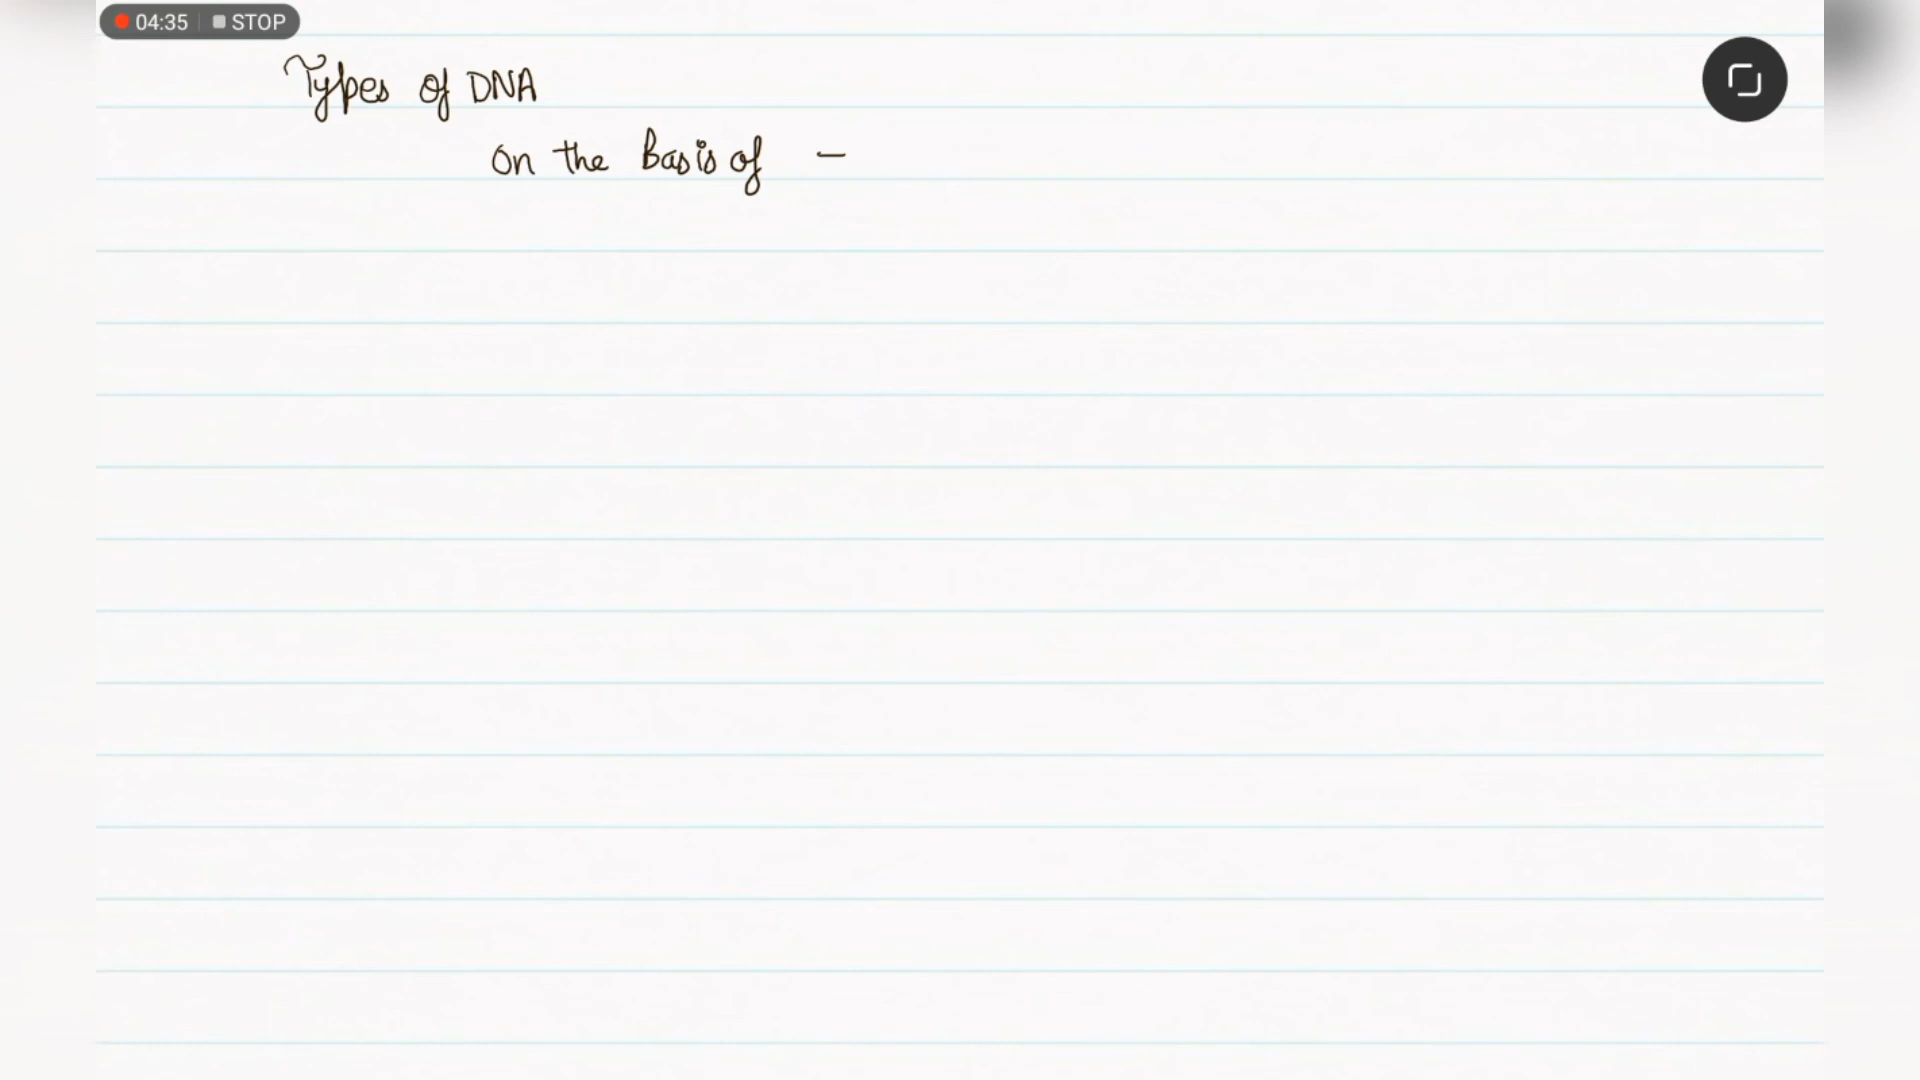 04:35 STOP
Types of DNA
On the Basis of —